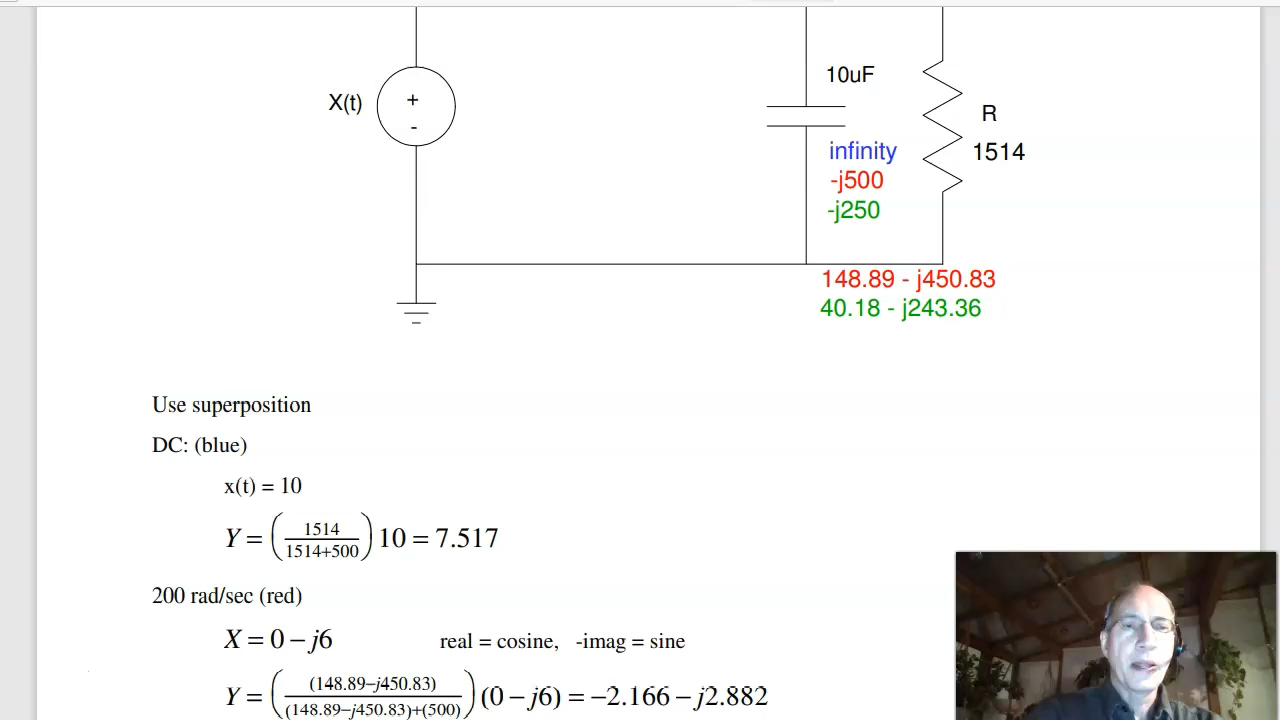 10uF
X(t)
+
-
R
infinity
1514
-j500
-j250
148.89 - j450.83
40.18 - j243.36
Use superposition
DC: (blue)
x(t) = 10
Y = (1514/1514+500) 10 = 7.517
200 rad/sec (red)
X = 0 − j6 real = cosine, -imag = sine
Y = ((148.89−j450.83)/(148.89−j450.83)+(500)) (0 − j6) = −2.166 − j2.882